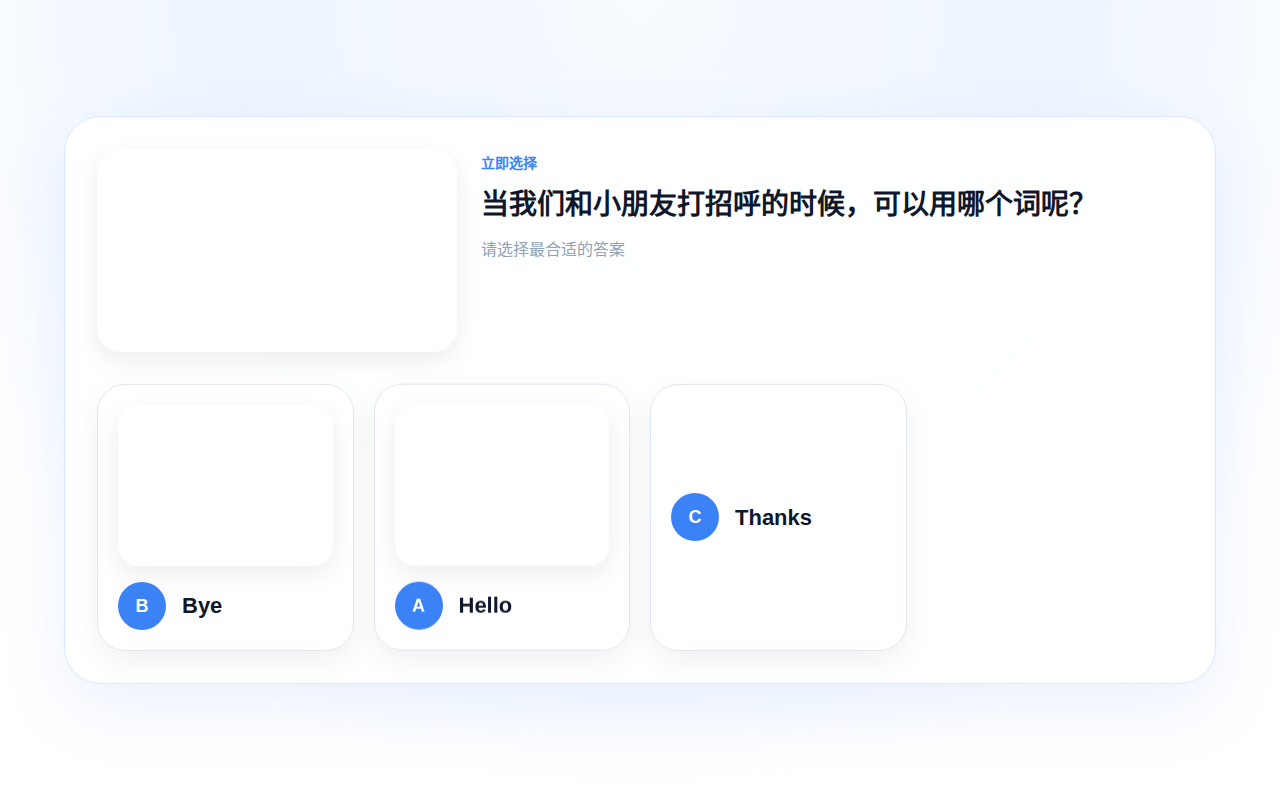 立即选择
当我们和小朋友打招呼的时候，可以用哪个词呢？
请选择最合适的答案
B Bye
A Hello
C Thanks